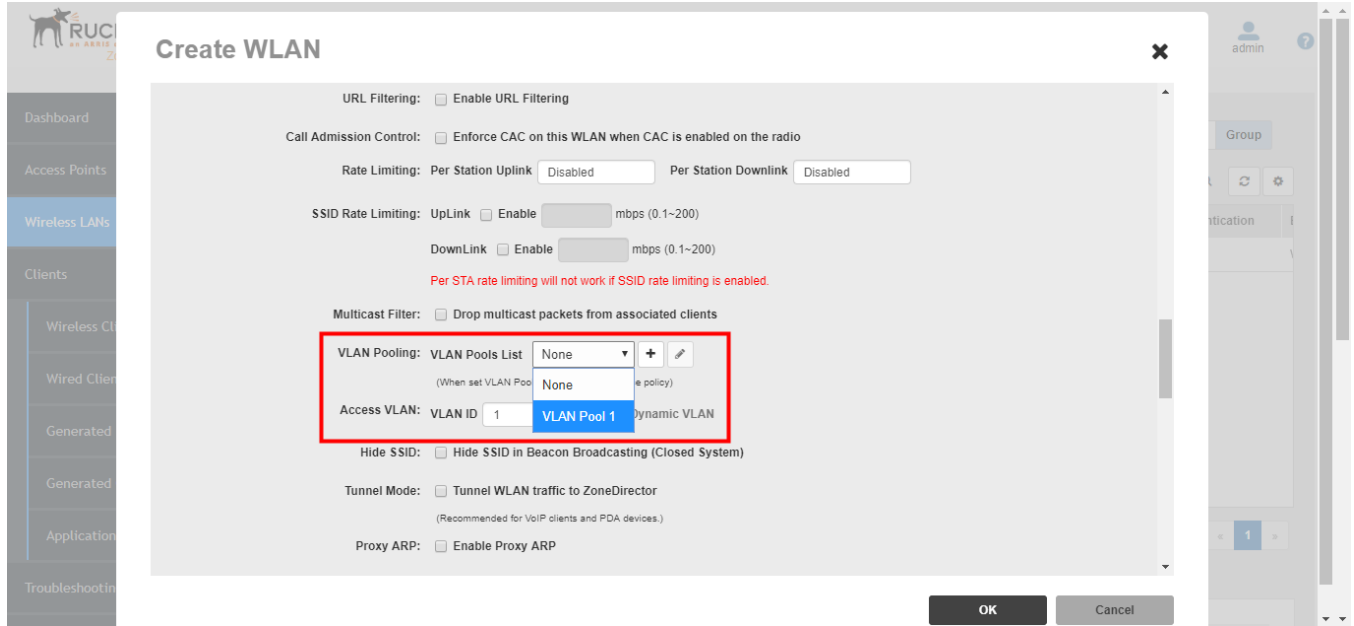 RUC
Create WLAN
admin
URL Filtering: Enable URL Filtering
Dashboard
Call Admission Control: Enforce CAC on this WLAN when CAC is enabled on the radio
Group
Access Points
Rate Limiting: Per Station Uplink Disabled Per Station Downlink Disabled
Wireless LANs
SSID Rate Limiting: UpLink Enable mbps (0.1~200)
ntication
DownLink Enable mbps (0.1~200)
Clients
Per STA rate limiting will not work if SSID rate limiting is enabled.
Multicast Filter: Drop multicast packets from associated clients
Wireless Cli
VLAN Pooling: VLAN Pools List None +
(When set VLAN Poo e policy)
None
Wired Clien
Access VLAN: VLAN ID 1 VLAN Pool 1 Dynamic VLAN
Generated
Hide SSID: Hide SSID in Beacon Broadcasting (Closed System)
Generated
Tunnel Mode: Tunnel WLAN traffic to ZoneDirector
(Recommended for VoIP clients and PDA devices.)
Application
Proxy ARP: Enable Proxy ARP
« 1 »
Troubleshootin
OK Cancel